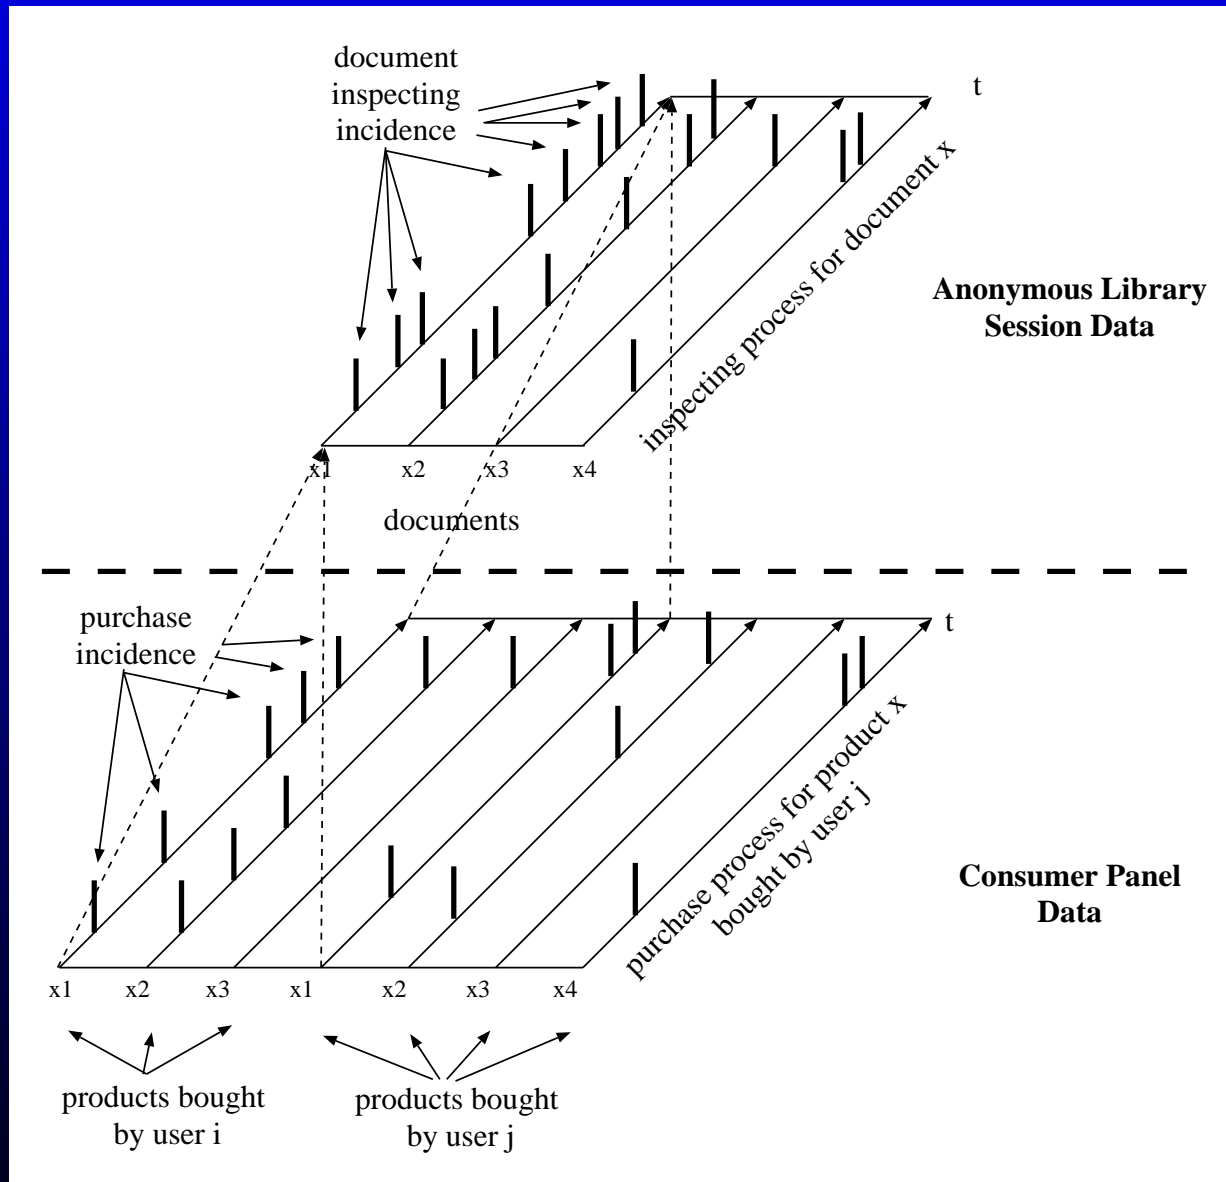 document
inspecting
incidence
t
inspecting process for document x
Anonymous Library
Session Data
x1 x2 x3 x4
documents
purchase
incidence
t
purchase process for product x
bought by user j
Consumer Panel
Data
x1 x2 x3 x1 x2 x3 x4
products bought
by user i
products bought
by user j